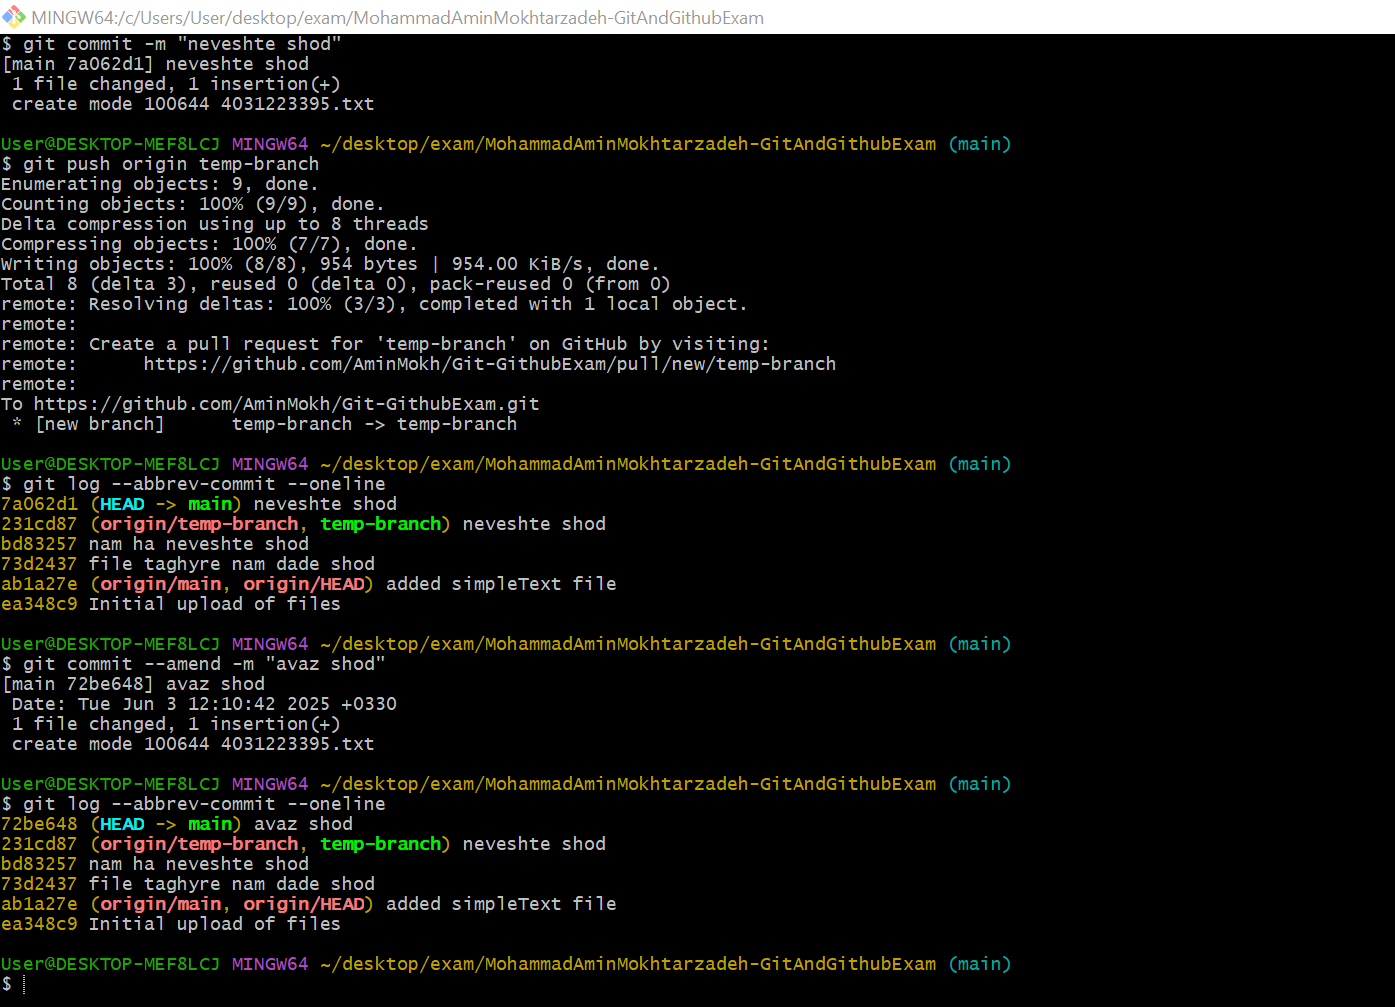 MINGW64:/c/Users/User/desktop/exam/MohammadAminMokhtarzadeh-GitAndGithubExam
$ git commit -m "neveshte shod"
[main 7a062d1] neveshte shod
 1 file changed, 1 insertion(+)
 create mode 100644 4031223395.txt

User@DESKTOP-MEF8LCJ MINGW64 ~/desktop/exam/MohammadAminMokhtarzadeh-GitAndGithubExam (main)
$ git push origin temp-branch
Enumerating objects: 9, done.
Counting objects: 100% (9/9), done.
Delta compression using up to 8 threads
Compressing objects: 100% (7/7), done.
Writing objects: 100% (8/8), 954 bytes | 954.00 KiB/s, done.
Total 8 (delta 3), reused 0 (delta 0), pack-reused 0 (from 0)
remote: Resolving deltas: 100% (3/3), completed with 1 local object.
remote:
remote: Create a pull request for 'temp-branch' on GitHub by visiting:
remote:      https://github.com/AminMokh/Git-GithubExam/pull/new/temp-branch
remote:
To https://github.com/AminMokh/Git-GithubExam.git
 * [new branch]      temp-branch -> temp-branch

User@DESKTOP-MEF8LCJ MINGW64 ~/desktop/exam/MohammadAminMokhtarzadeh-GitAndGithubExam (main)
$ git log --abbrev-commit --oneline
7a062d1 (HEAD -> main) neveshte shod
231cd87 (origin/temp-branch, temp-branch) neveshte shod
bd83257 nam ha neveshte shod
73d2437 file taghyre nam dade shod
ab1a27e (origin/main, origin/HEAD) added simpleText file
ea348c9 Initial upload of files

User@DESKTOP-MEF8LCJ MINGW64 ~/desktop/exam/MohammadAminMokhtarzadeh-GitAndGithubExam (main)
$ git commit --amend -m "avaz shod"
[main 72be648] avaz shod
 Date: Tue Jun 3 12:10:42 2025 +0330
 1 file changed, 1 insertion(+)
 create mode 100644 4031223395.txt

User@DESKTOP-MEF8LCJ MINGW64 ~/desktop/exam/MohammadAminMokhtarzadeh-GitAndGithubExam (main)
$ git log --abbrev-commit --oneline
72be648 (HEAD -> main) avaz shod
231cd87 (origin/temp-branch, temp-branch) neveshte shod
bd83257 nam ha neveshte shod
73d2437 file taghyre nam dade shod
ab1a27e (origin/main, origin/HEAD) added simpleText file
ea348c9 Initial upload of files

User@DESKTOP-MEF8LCJ MINGW64 ~/desktop/exam/MohammadAminMokhtarzadeh-GitAndGithubExam (main)
$